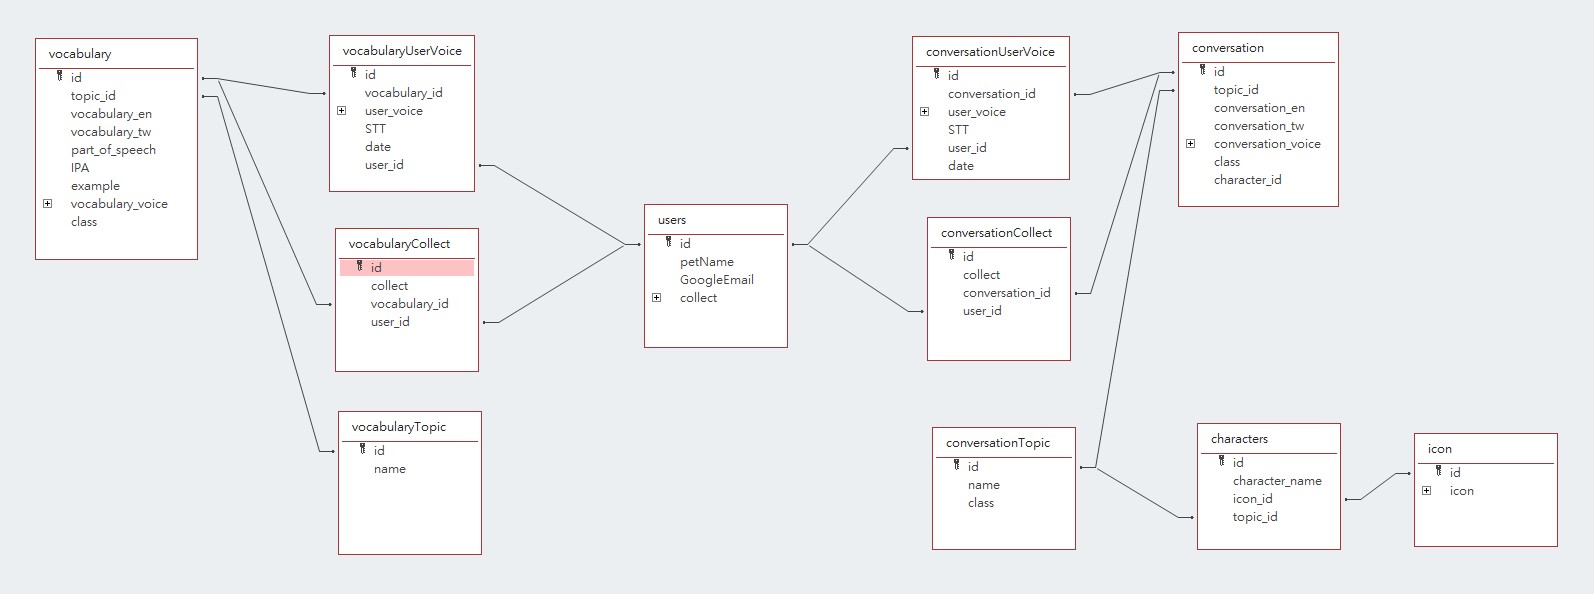 vocabulary
id
topic_id
vocabulary_en
vocabulary_tw
part_of_speech
IPA
example
vocabulary_voice
class
vocabularyUserVoice
id
vocabulary_id
user_voice
STT
date
user_id
vocabularyCollect
id
collect
vocabulary_id
user_id
vocabularyTopic
id
name
users
id
petName
GoogleEmail
collect
conversationUserVoice
id
conversation_id
user_voice
STT
user_id
date
conversationCollect
id
collect
conversation_id
user_id
conversationTopic
id
name
class
conversation
id
topic_id
conversation_en
conversation_tw
conversation_voice
class
character_id
characters
id
character_name
icon_id
topic_id
icon
id
icon